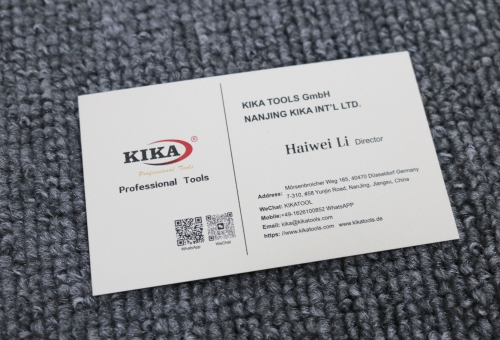 KIKA®
Professional Tools
Professional Tools
WhatsApp
WeChat
KIKA TOOLS GmbH
NANJING KIKA INT'L LTD.
Haiwei Li Director
Mörsenbroicher Weg 165, 40470 Düsseldorf Germany
Address: 7-310, #58 Yunjin Road, NanJing, Jiangsu, China
WeChat: KIKATOOL
Mobile:+49-1628100852 WhatsAPP
Email: kika@kikatools.com
https: //www.kikatools.com www.kikatools.de